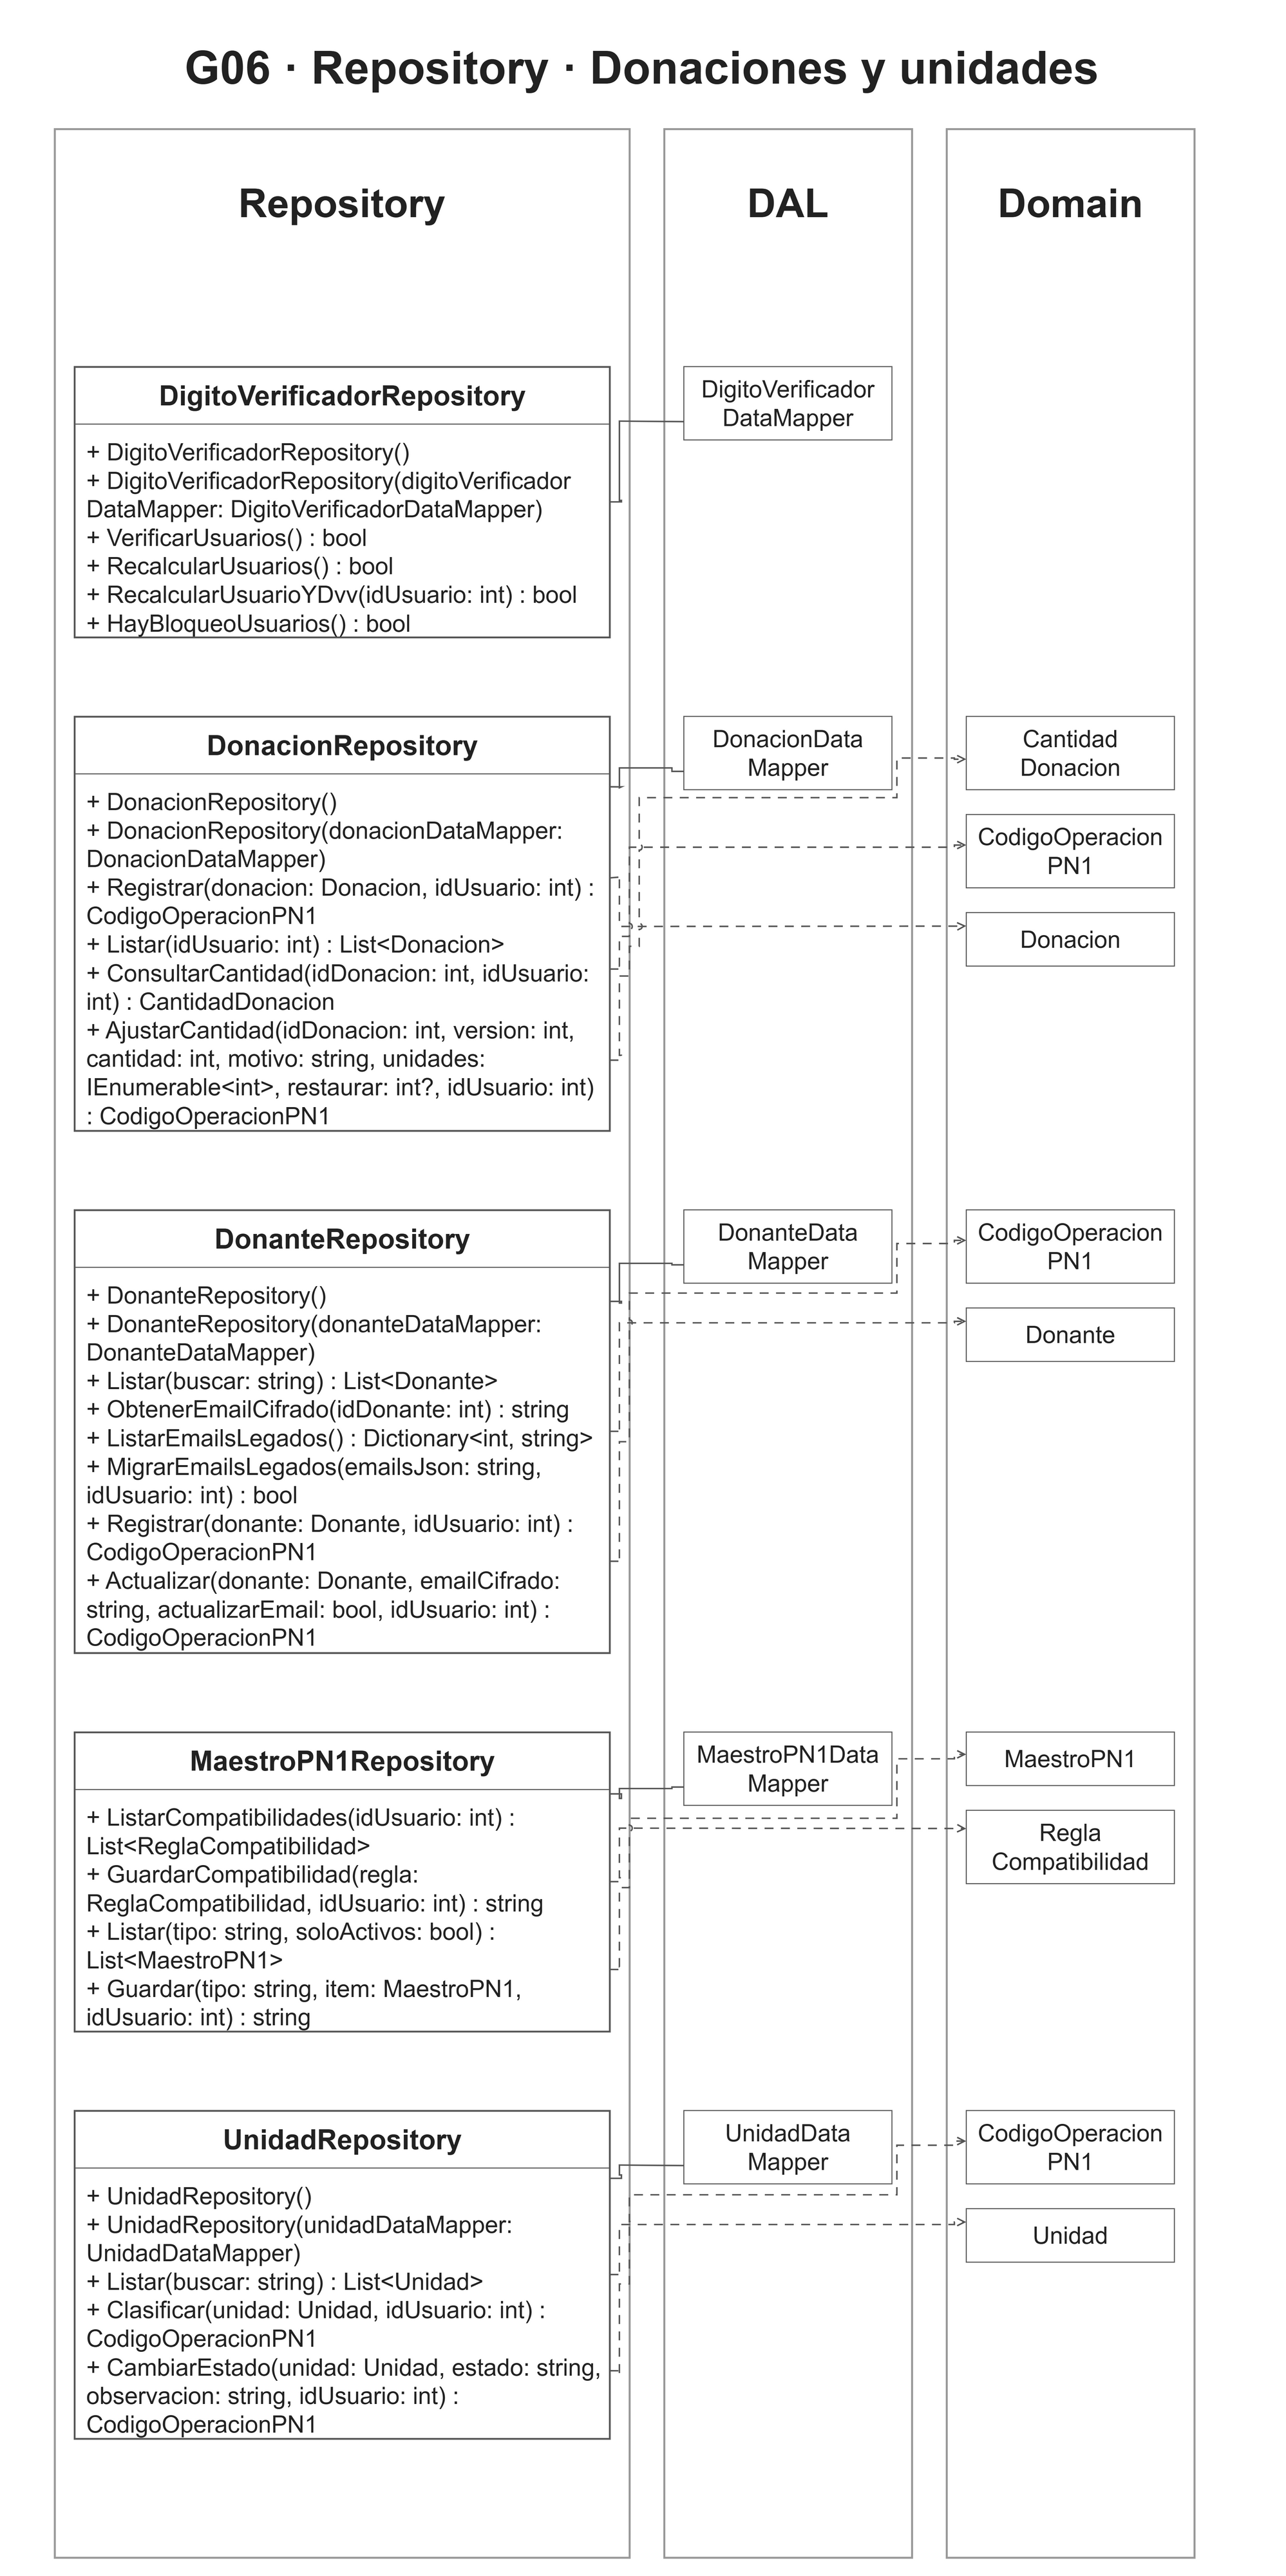 G06 · Repository · Donaciones y unidades
Repository
DAL
Domain
DigitoVerificadorRepository
+ DigitoVerificadorRepository()
+ DigitoVerificadorRepository(digitoVerificador
DataMapper: DigitoVerificadorDataMapper)
+ VerificarUsuarios() : bool
+ RecalcularUsuarios() : bool
+ RecalcularUsuarioYDvv(idUsuario: int) : bool
+ HayBloqueoUsuarios() : bool
DigitoVerificador
DataMapper
DonacionRepository
+ DonacionRepository()
+ DonacionRepository(donacionDataMapper:
DonacionDataMapper)
+ Registrar(donacion: Donacion, idUsuario: int) :
CodigoOperacionPN1
+ Listar(idUsuario: int) : List<Donacion>
+ ConsultarCantidad(idDonacion: int, idUsuario:
int) : CantidadDonacion
+ AjustarCantidad(idDonacion: int, version: int,
cantidad: int, motivo: string, unidades:
IEnumerable<int>, restaurar: int?, idUsuario: int)
: CodigoOperacionPN1
DonacionData
Mapper
Cantidad
Donacion
CodigoOperacion
PN1
Donacion
DonanteRepository
+ DonanteRepository()
+ DonanteRepository(donanteDataMapper:
DonanteDataMapper)
+ Listar(buscar: string) : List<Donante>
+ ObtenerEmailCifrado(idDonante: int) : string
+ ListarEmailsLegados() : Dictionary<int, string>
+ MigrarEmailsLegados(emailsJson: string,
idUsuario: int) : bool
+ Registrar(donante: Donante, idUsuario: int) :
CodigoOperacionPN1
+ Actualizar(donante: Donante, emailCifrado:
string, actualizarEmail: bool, idUsuario: int) :
CodigoOperacionPN1
DonanteData
Mapper
CodigoOperacion
PN1
Donante
MaestroPN1Repository
+ ListarCompatibilidades(idUsuario: int) :
List<ReglaCompatibilidad>
+ GuardarCompatibilidad(regla:
ReglaCompatibilidad, idUsuario: int) : string
+ Listar(tipo: string, soloActivos: bool) :
List<MaestroPN1>
+ Guardar(tipo: string, item: MaestroPN1,
idUsuario: int) : string
MaestroPN1Data
Mapper
MaestroPN1
Regla
Compatibilidad
UnidadRepository
+ UnidadRepository()
+ UnidadRepository(unidadDataMapper:
UnidadDataMapper)
+ Listar(buscar: string) : List<Unidad>
+ Clasificar(unidad: Unidad, idUsuario: int) :
CodigoOperacionPN1
+ CambiarEstado(unidad: Unidad, estado: string,
observacion: string, idUsuario: int) :
CodigoOperacionPN1
UnidadData
Mapper
CodigoOperacion
PN1
Unidad